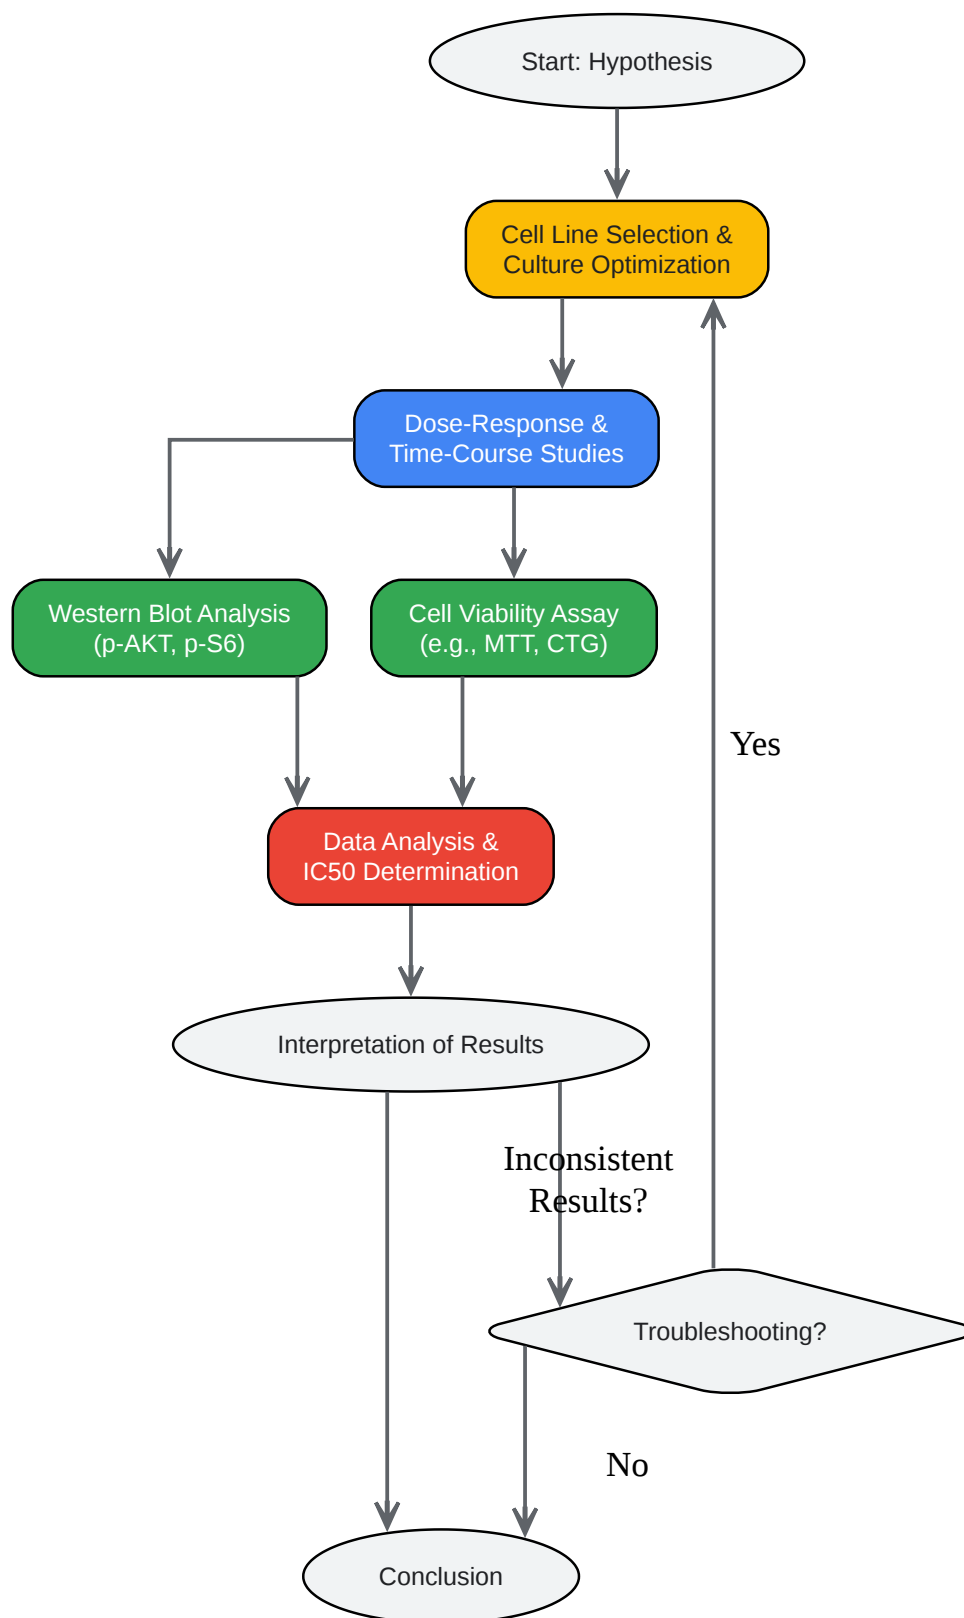 Start: Hypothesis
Cell Line Selection &
Culture Optimization
Dose-Response &
Time-Course Studies
Western Blot Analysis
(p-AKT, p-S6)
Cell Viability Assay
(e.g., MTT, CTG)
Yes
Data Analysis &
IC50 Determination
Interpretation of Results
Inconsistent
Results?
Troubleshooting?
No
Conclusion